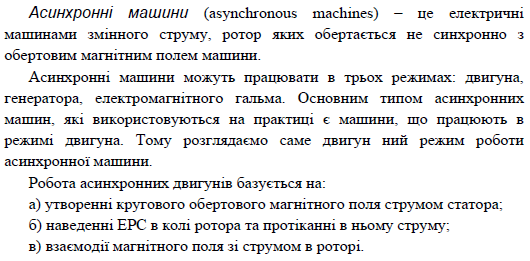 Асинхронні машини (asynchronous machines) – це електричні
машинами змінного струму, ротор яких обертається не синхронно з
обертовим магнітним полем машини.
Асинхронні машини можуть працювати в трьох режимах: двигуна,
генератора, електромагнітного гальма. Основним типом асинхронних
машин, які використовуються на практиці є машини, що працюють в
режимі двигуна. Тому розглядаємо саме двигун ний режим роботи
асинхронної машини.
Робота асинхронних двигунів базується на:
а) утворенні кругового обертового магнітного поля струмом статора;
б) наведенні ЕРС в колі ротора та протіканні в ньому струму;
в) взаємодії магнітного поля зі струмом в роторі.